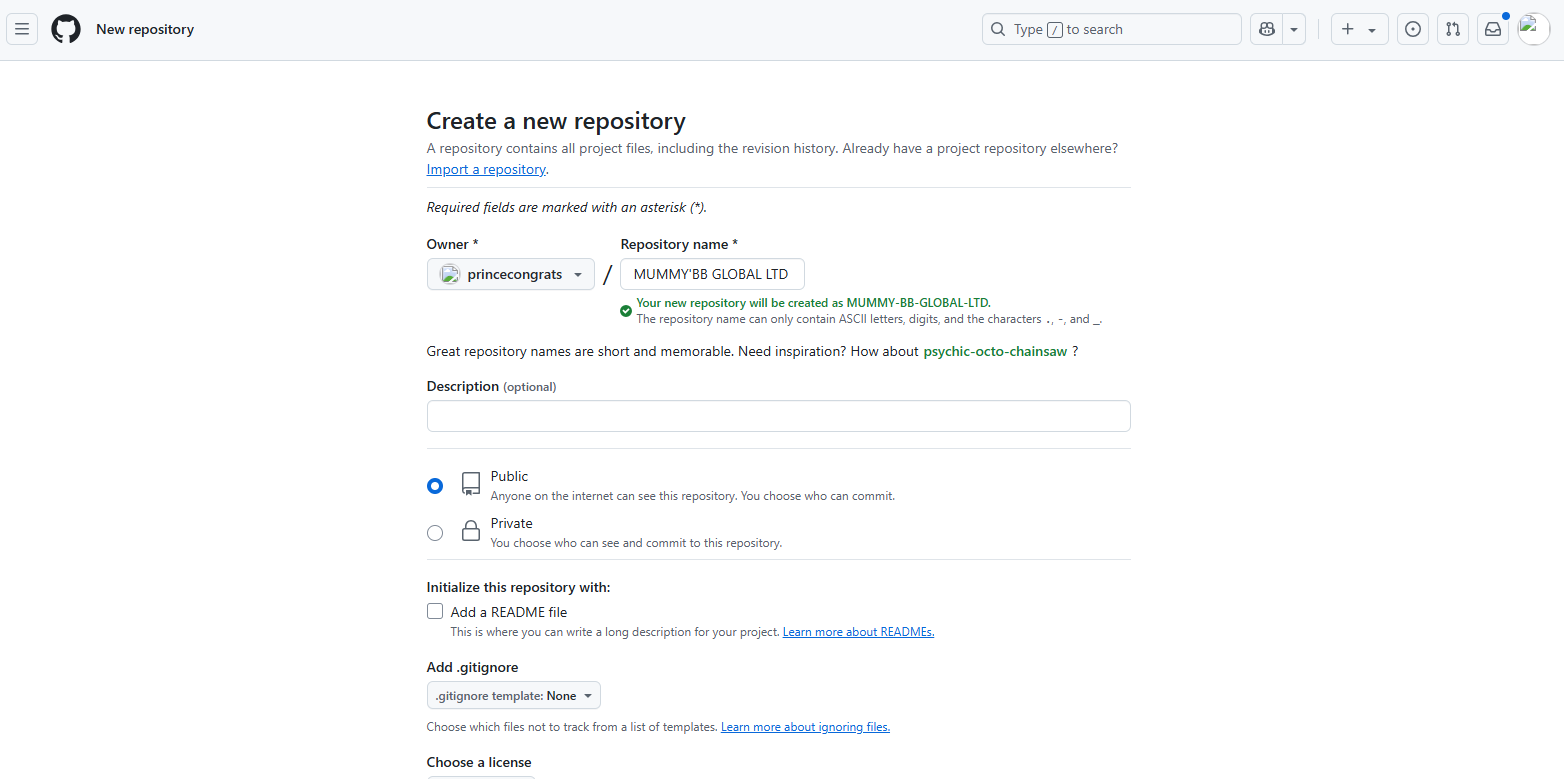 New repository
Type / to search
Create a new repository
A repository contains all project files, including the revision history. Already have a project repository elsewhere?
Import a repository.
Required fields are marked with an asterisk (*).
Owner *
Repository name *
princecongrats
/
MUMMY'BB GLOBAL LTD
Your new repository will be created as MUMMY-BB-GLOBAL-LTD.
The repository name can only contain ASCII letters, digits, and the characters ., -, and _.
Great repository names are short and memorable. Need inspiration? How about psychic-octo-chainsaw ?
Description (optional)
Public
Anyone on the internet can see this repository. You choose who can commit.
Private
You choose who can see and commit to this repository.
Initialize this repository with:
Add a README file
This is where you can write a long description for your project. Learn more about READMEs.
Add .gitignore
.gitignore template: None
Choose which files not to track from a list of templates. Learn more about ignoring files.
Choose a license